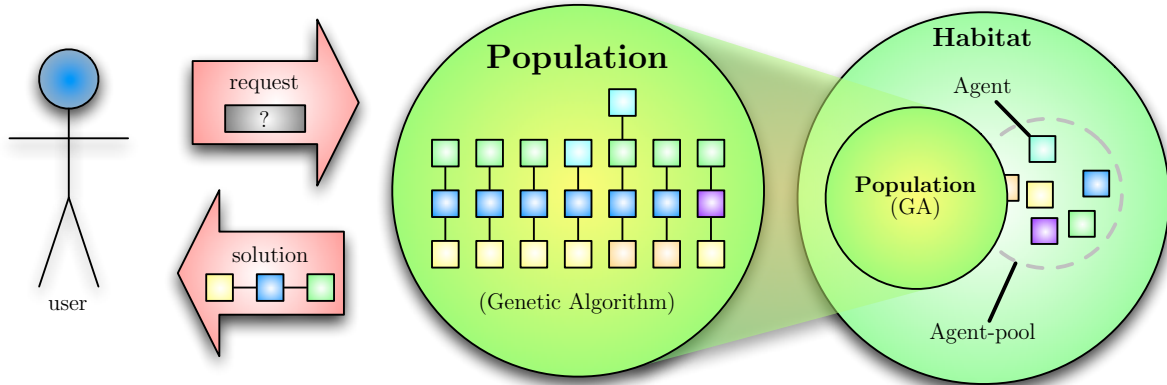 request
?
solution
user
Population
(Genetic Algorithm)
Habitat
Agent
Population
(GA)
Agent-pool